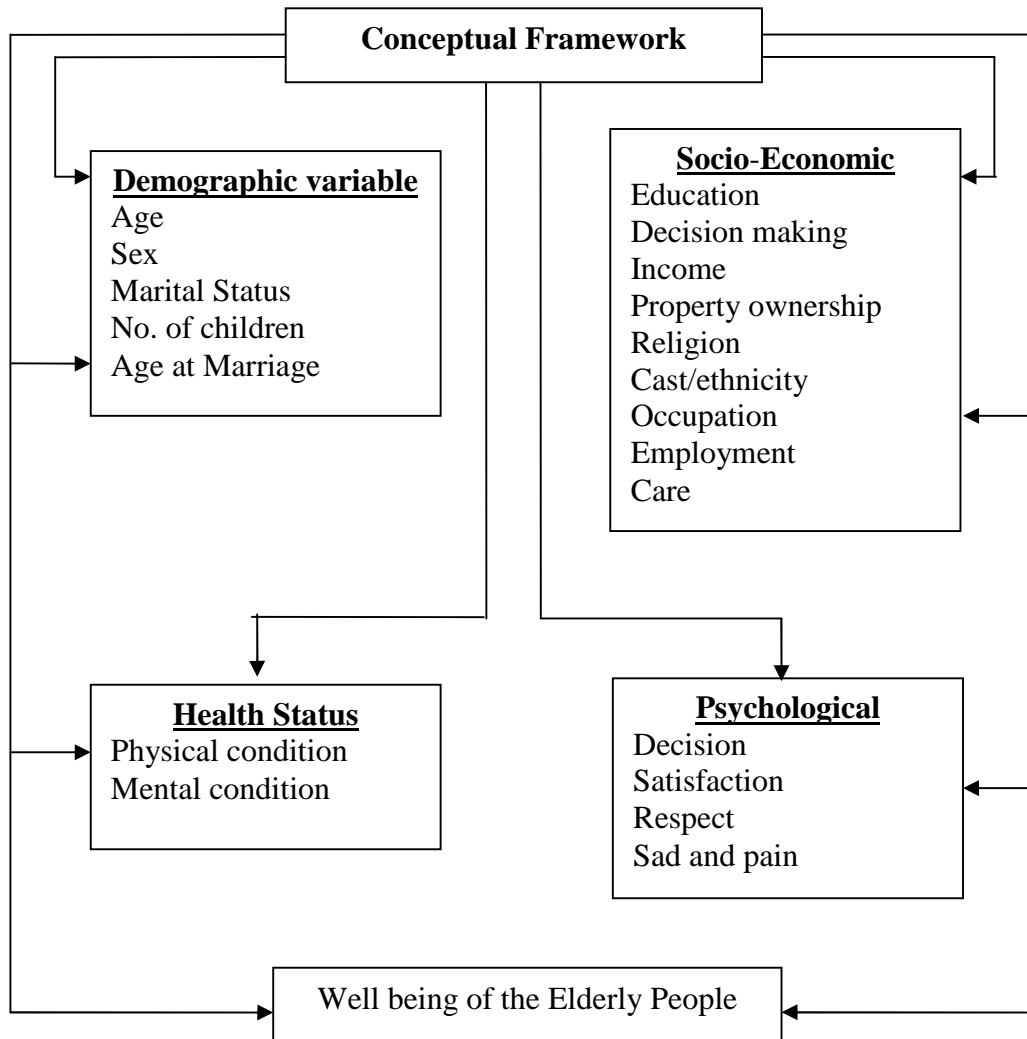 Conceptual Framework
Demographic variable
Age
Sex
Marital Status
No. of children
Age at Marriage
Socio-Economic
Education
Decision making
Income
Property ownership
Religion
Cast/ethnicity
Occupation
Employment
Care
Health Status
Physical condition
Mental condition
Psychological
Decision
Satisfaction
Respect
Sad and pain
Well being of the Elderly People